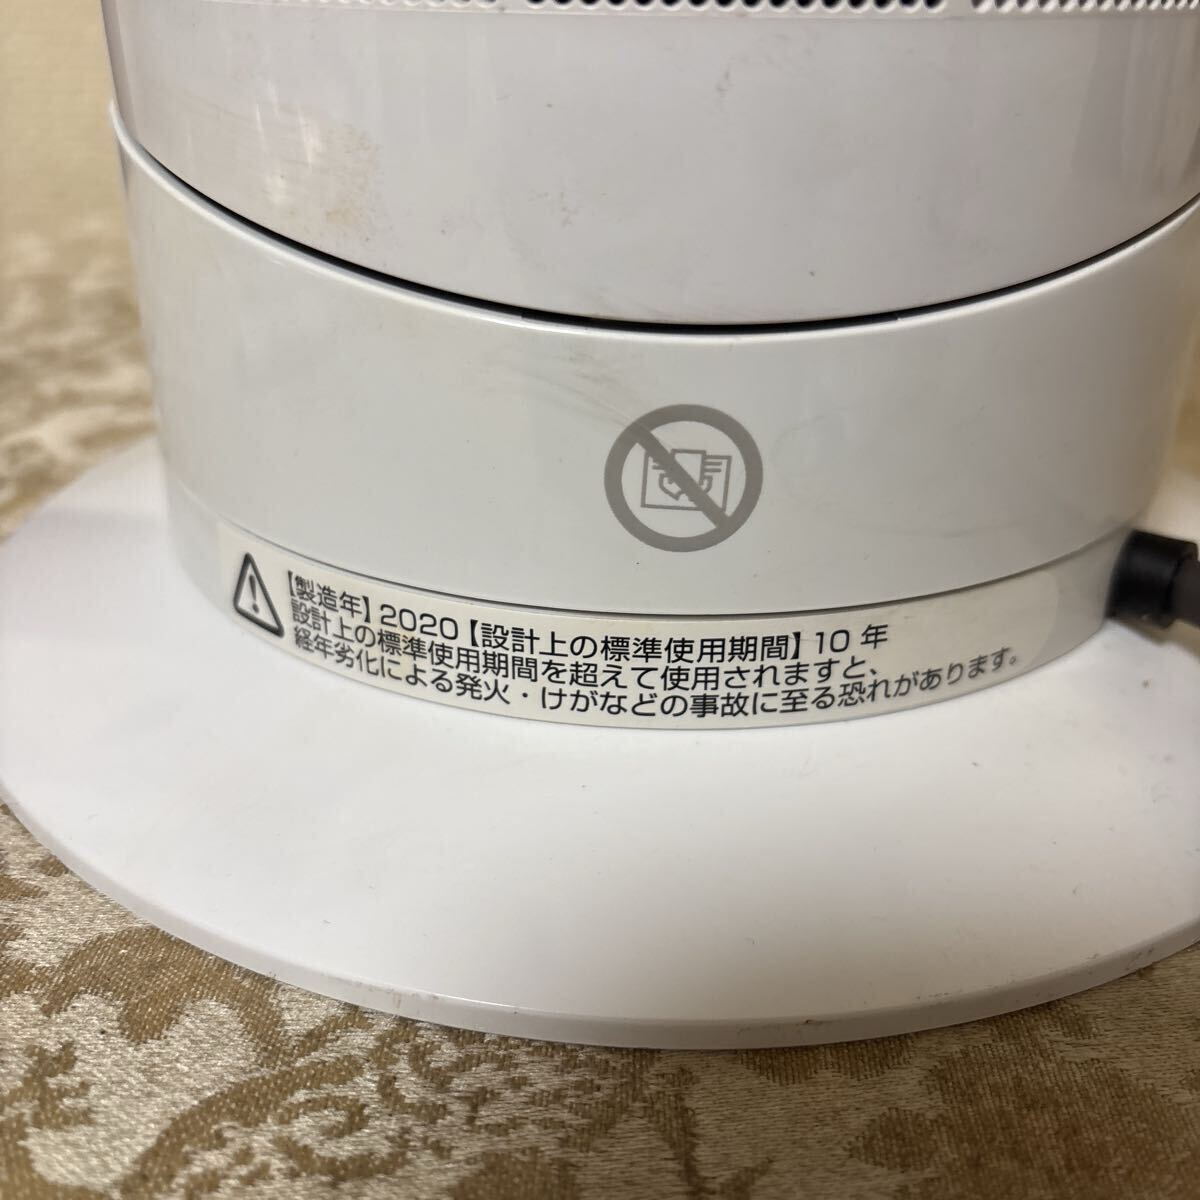 【製造年】2020【設計上の標準使用期間】10年
設計上の標準使用期間を超えて使用されますと、
経年劣化による発火・けがなどの事故に至る恐れがあります。